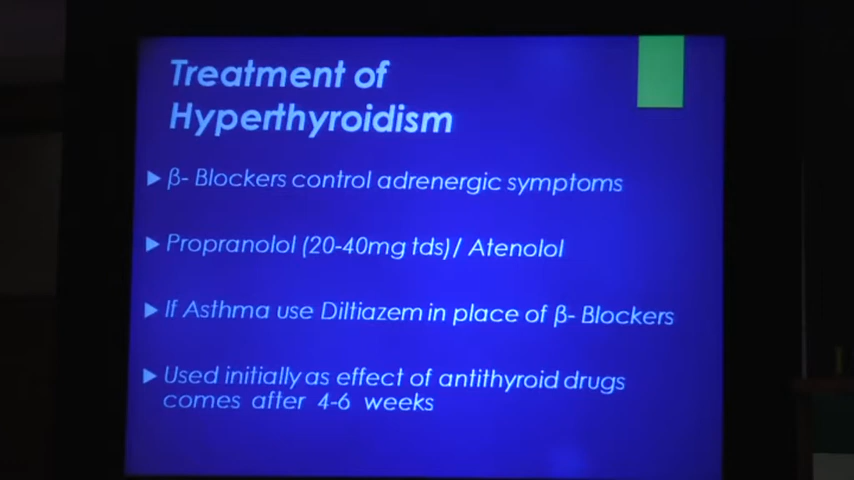 Treatment of
Hyperthyroidism
β- Blockers control adrenergic symptoms
Propranolol (20-40mg tds)/ Atenolol
If Asthma use Diltiazem in place of β- Blockers
Used initially as effect of antithyroid drugs
comes after 4-6 weeks